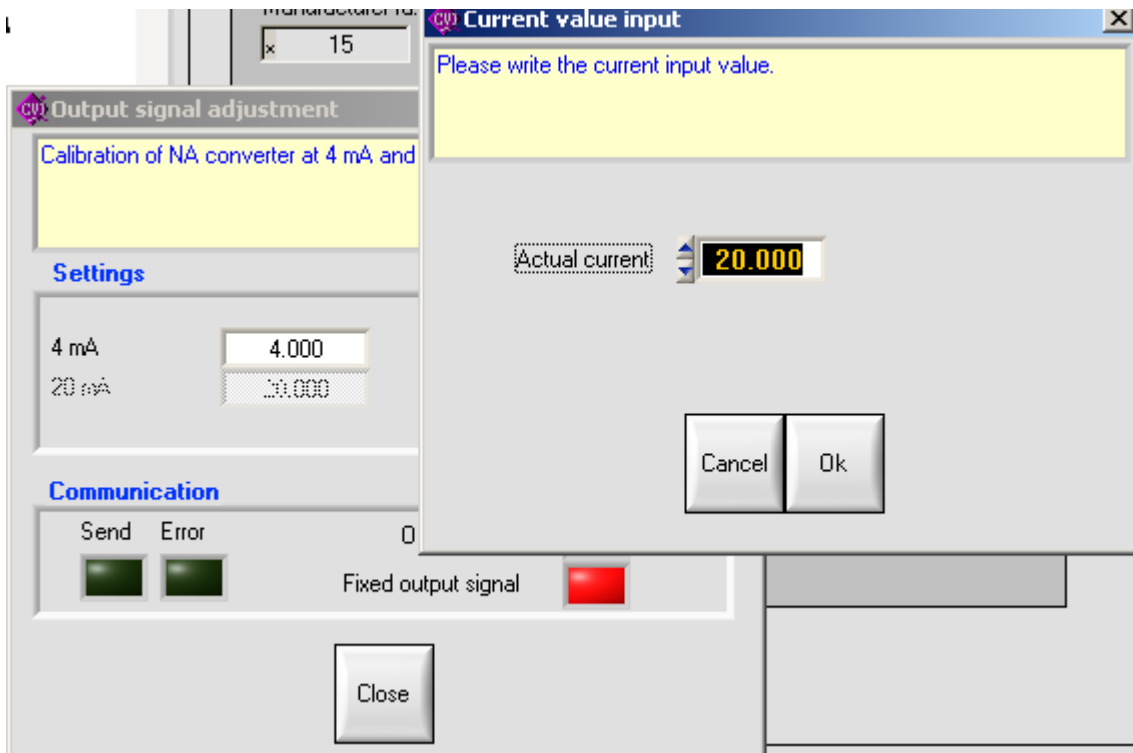 15
Current value input
Please write the current input value.
Output signal adjustment
Calibration of NA converter at 4 mA and
Actual current 20.000
Settings
4 mA 4.000
20 mA 20.000
Cancel Ok
Communication
Send Error
Fixed output signal
Close